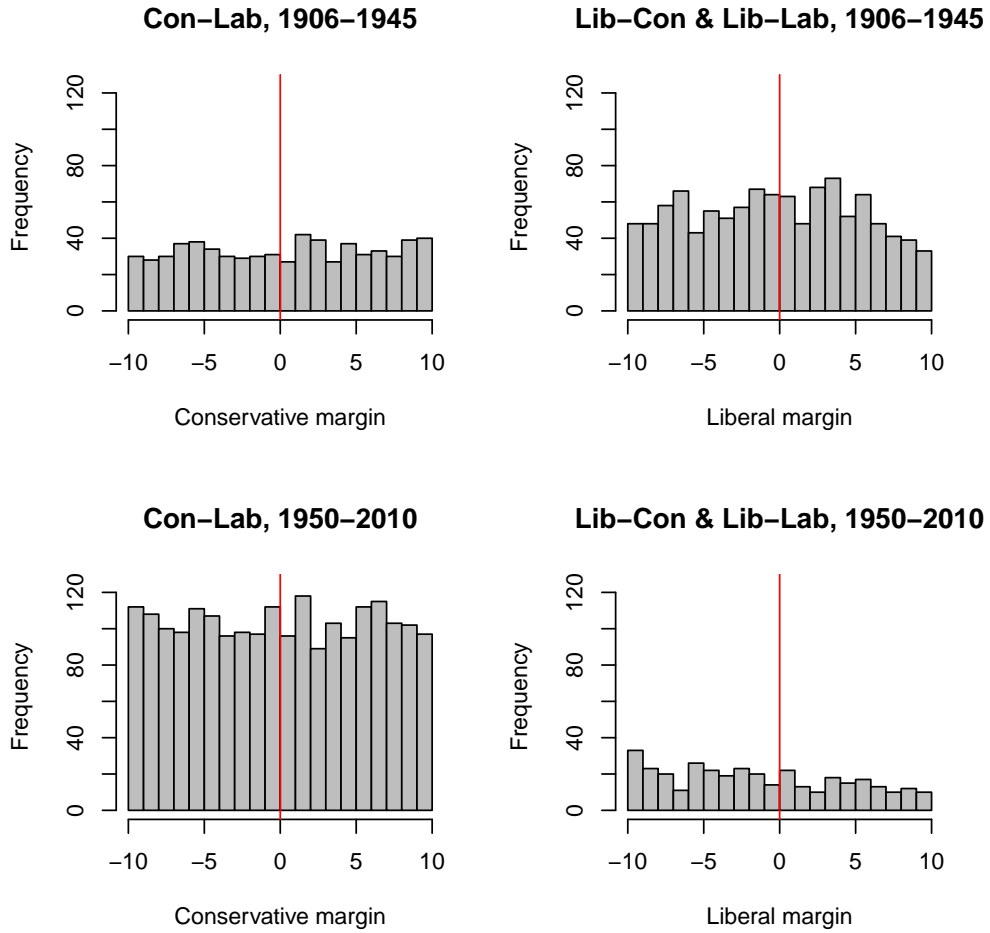 Con−Lab, 1906−1945
Frequency
0 40 80 120
−10 −5 0 5 10
Conservative margin
Lib−Con & Lib−Lab, 1906−1945
Frequency
0 40 80 120
−10 −5 0 5 10
Liberal margin
Con−Lab, 1950−2010
Frequency
0 40 80 120
−10 −5 0 5 10
Conservative margin
Lib−Con & Lib−Lab, 1950−2010
Frequency
0 40 80 120
−10 −5 0 5 10
Liberal margin